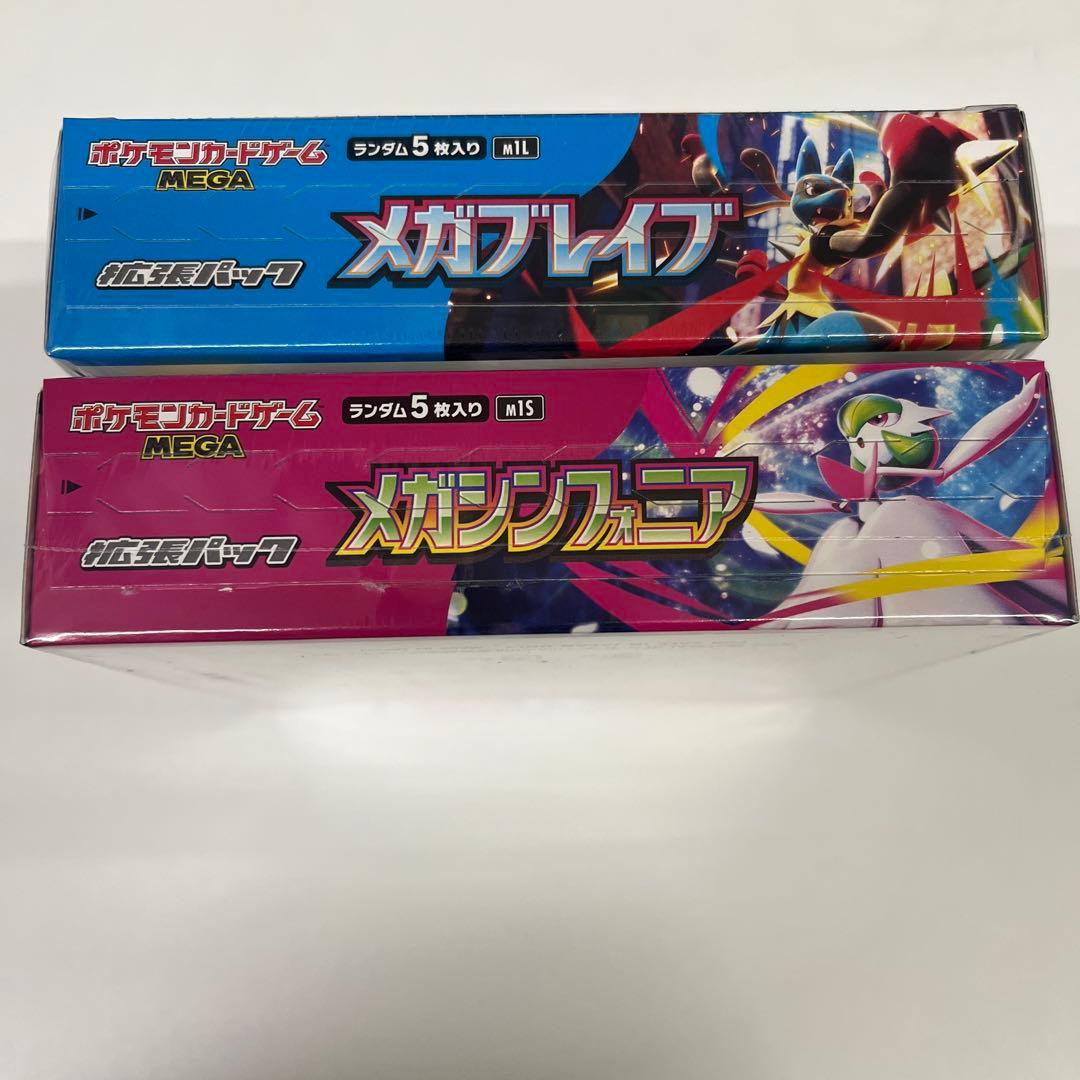 ポケモンカードゲーム
MEGA
ランダム5枚入り M1L
メガブレイブ
拡張パック
ポケモンカードゲーム
MEGA
ランダム5枚入り M1S
メガシンフォニア
拡張パック